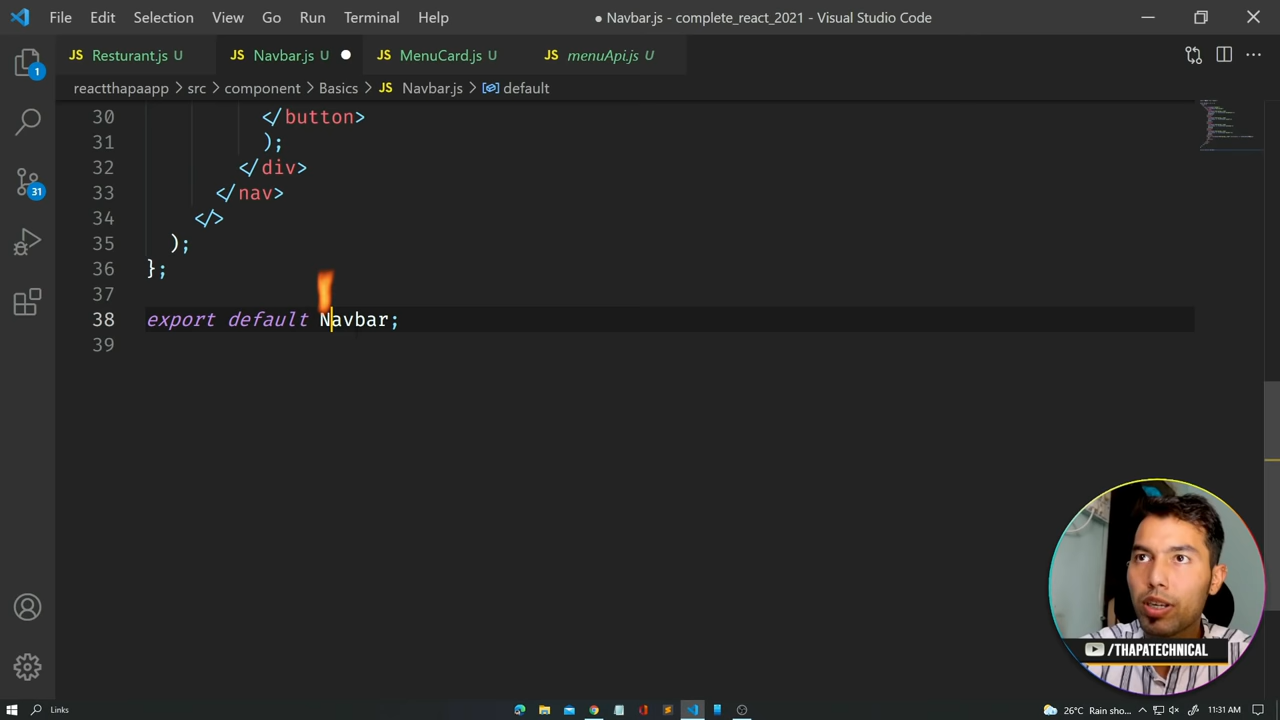 File Edit Selection View Go Run Terminal Help
● Navbar.js - complete_react_2021 - Visual Studio Code
JS Resturant.js U
JS Navbar.js U ●
JS MenuCard.js U
JS menuApi.js U
reactthapaapp > src > component > Basics > JS Navbar.js > default
1
31
30 </button>
31 );
32 </div>
33 </nav>
34 </>
35 );
36 };
37
38 export default Navbar;
39
/THAPATECHNICAL
Links
26°C Rain sho... 11:31 AM